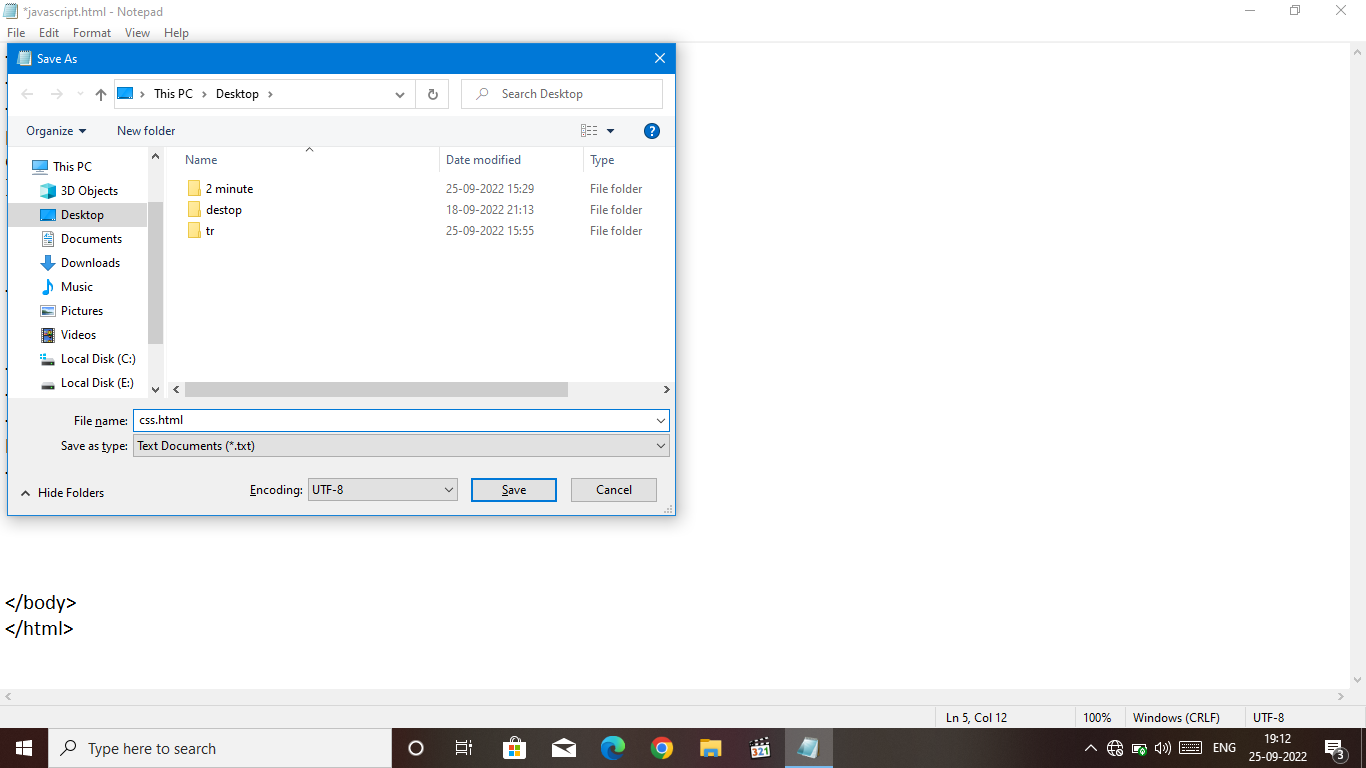 *javascript.html - Notepad
File Edit Format View Help
Save As
This PC Desktop
Search Desktop
Organize New folder
Name Date modified Type
This PC
3D Objects
Desktop
Documents
Downloads
Music
Pictures
Videos
Local Disk (C:)
Local Disk (E:)
2 minute 25-09-2022 15:29 File folder
destop 18-09-2022 21:13 File folder
tr 25-09-2022 15:55 File folder
File name: css.html
Save as type: Text Documents (*.txt)
Hide Folders Encoding: UTF-8 Save Cancel
</body>
</html>
Ln 5, Col 12 100% Windows (CRLF) UTF-8
Type here to search
321
ENG
19:12
25-09-2022
3